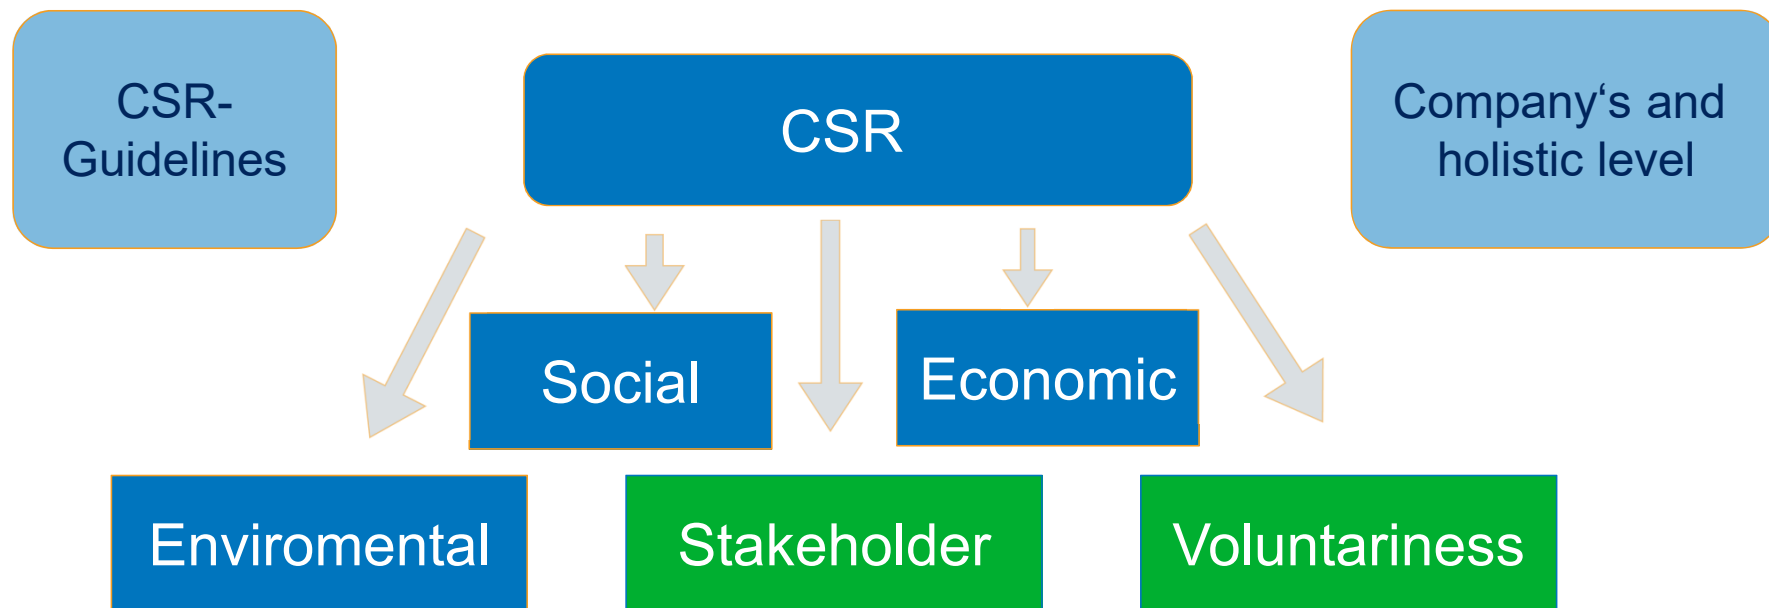 CSR-
Guidelines
CSR
Company‘s and
holistic level
Social
Economic
Enviromental
Stakeholder
Voluntariness